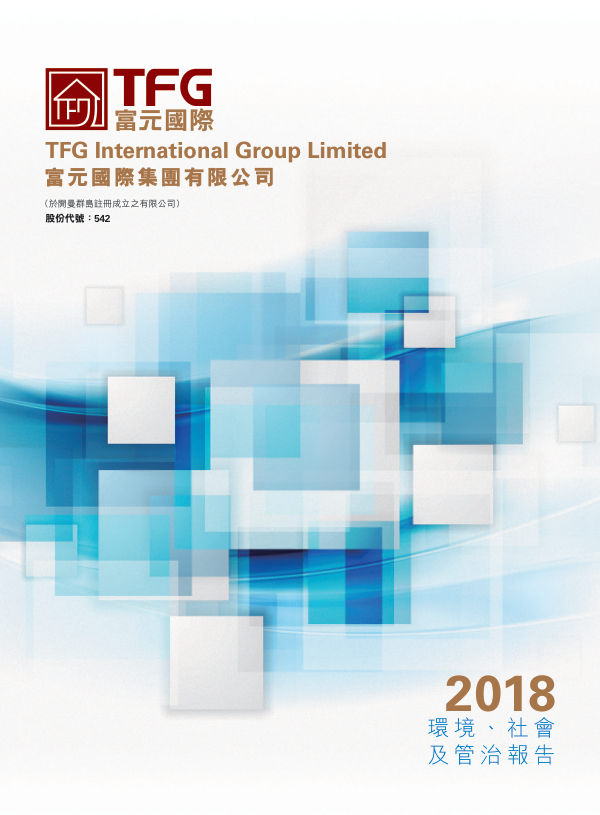 TFG
TFG
富元國際
TFG International Group Limited
富元國際集團有限公司
（於開曼群島註冊成立之有限公司）
股份代號：542
2018
環境、社會
及管治報告